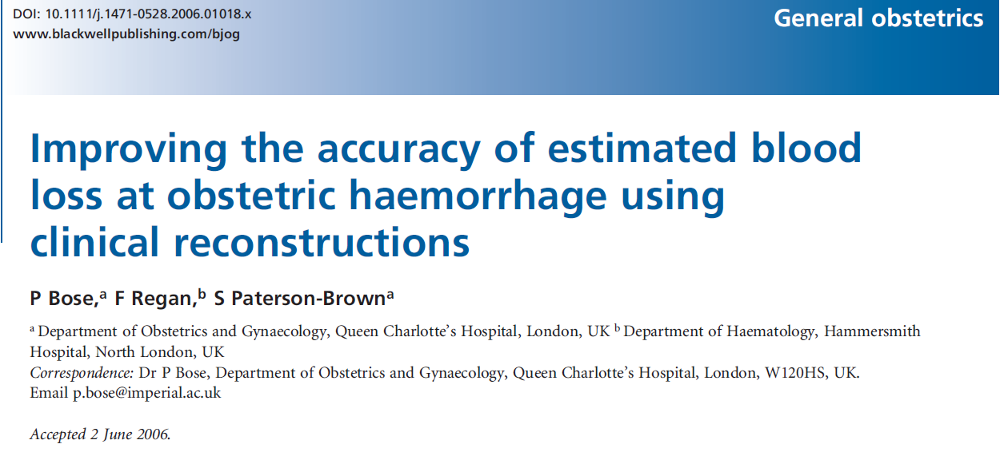 DOI: 10.1111/j.1471-0528.2006.01018.x
www.blackwellpublishing.com/bjog
General obstetrics
Improving the accuracy of estimated blood
loss at obstetric haemorrhage using
clinical reconstructions
P Bose,ᵃ F Regan,ᵇ S Paterson-Brownᵃ
ᵃ Department of Obstetrics and Gynaecology, Queen Charlotte’s Hospital, London, UK ᵇ Department of Haematology, Hammersmith
Hospital, North London, UK
Correspondence: Dr P Bose, Department of Obstetrics and Gynaecology, Queen Charlotte’s Hospital, London, W120HS, UK.
Email p.bose@imperial.ac.uk
Accepted 2 June 2006.